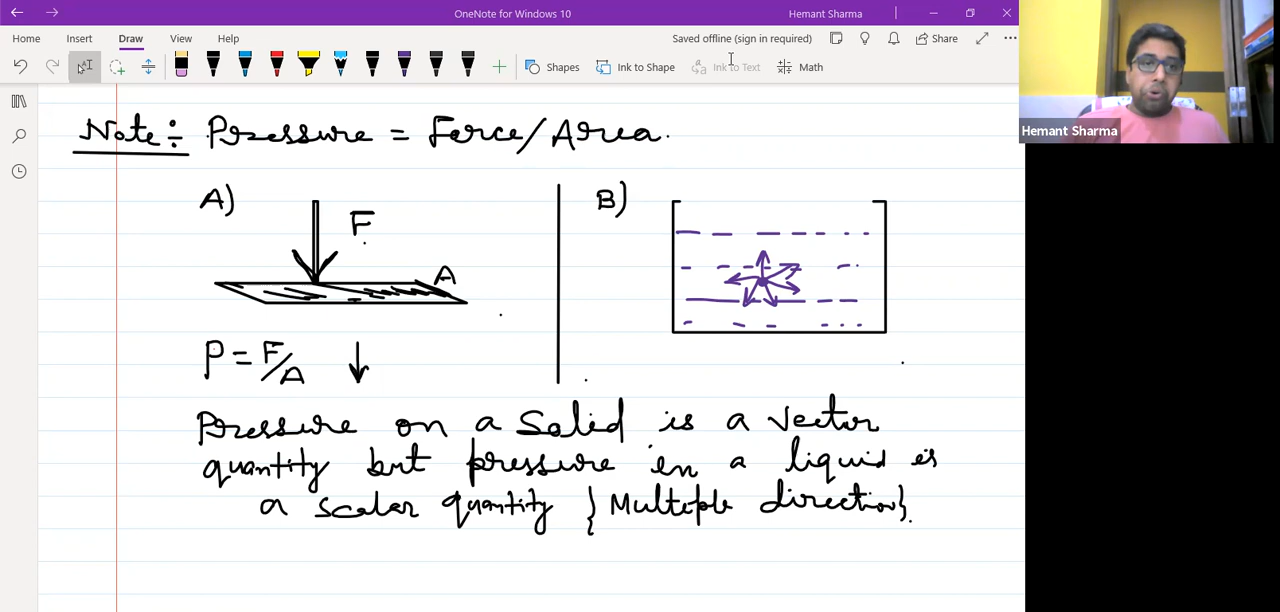 OneNote for Windows 10
Hemant Sharma
Home Insert Draw View Help
Saved offline (sign in required)
Share
Shapes
Ink to Shape
Ink to Text
Math
Hemant Sharma
Note:- Pressure = Force/Area.
A)
F
A
B)
P = F/A ↓
Pressure on a Solid is a vector
quantity but pressure in a liquid is
a scalar quantity {Multiple direction}.